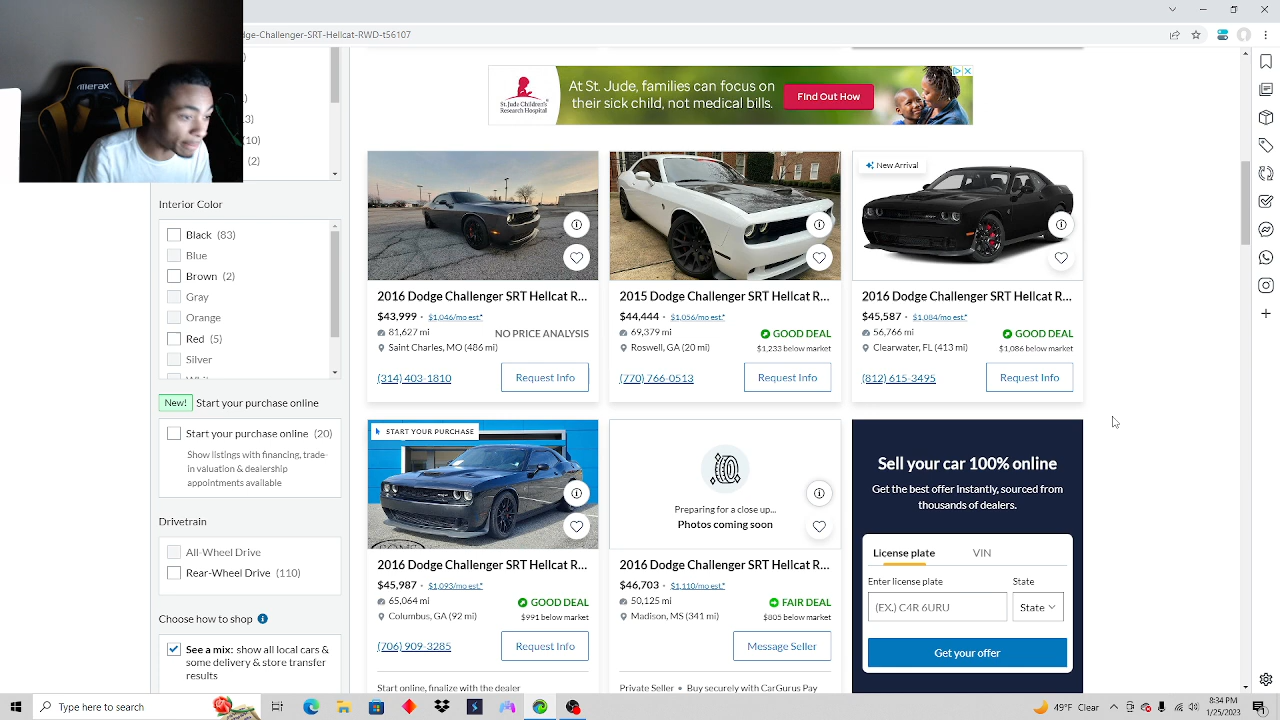 dge-Challenger-SRT-Hellcat-RWD-t56107
killerax
3)
(10)
(2)
St. Jude Children's
Research Hospital
At St. Jude, families can focus on
their sick child, not medical bills.
Find Out How
Interior Color
Black (83)
Blue
Brown (2)
Gray
Orange
Red (5)
Silver
New! Start your purchase online
Start your purchase online (20)
Show listings with financing, trade-
in valuation & dealership
appointments available
Drivetrain
All-Wheel Drive
Rear-Wheel Drive (110)
Choose how to shop
See a mix: show all local cars &
some delivery & store transfer
results
2016 Dodge Challenger SRT Hellcat R...
$43,999 · $1,046/mo est.*
81,627 mi
NO PRICE ANALYSIS
Saint Charles, MO (486 mi)
(314) 403-1810
Request Info
2015 Dodge Challenger SRT Hellcat R...
$44,444 · $1,056/mo est.*
69,379 mi
GOOD DEAL
Roswell, GA (20 mi)
$1,233 below market
(770) 766-0513
Request Info
New Arrival
2016 Dodge Challenger SRT Hellcat R...
$45,587 · $1,084/mo est.*
56,766 mi
GOOD DEAL
Clearwater, FL (413 mi)
$1,086 below market
(812) 615-3495
Request Info
START YOUR PURCHASE
2016 Dodge Challenger SRT Hellcat R...
$45,987 · $1,093/mo est.*
65,064 mi
GOOD DEAL
Columbus, GA (92 mi)
$991 below market
(706) 909-3285
Request Info
Start online, finalize with the dealer
Preparing for a close up...
Photos coming soon
2016 Dodge Challenger SRT Hellcat R...
$46,703 · $1,110/mo est.*
50,125 mi
FAIR DEAL
Madison, MS (341 mi)
$805 below market
Message Seller
Private Seller • Buy securely with CarGurus Pay
Sell your car 100% online
Get the best offer instantly, sourced from
thousands of dealers.
License plate
VIN
Enter license plate
State
(EX.) C4R 6URU
State
Get your offer
Type here to search
49°F Clear
8:34 PM
1/25/2023